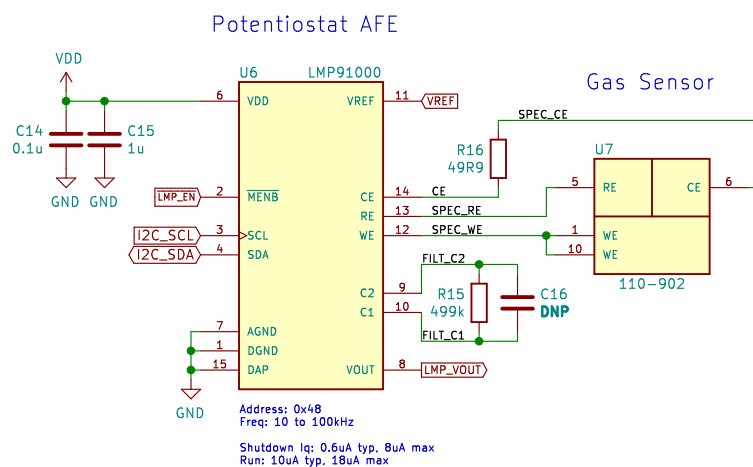 Potentiostat AFE
VDD
U6 LMP91000
Gas Sensor
6 VDD VREF 11 VREF
SPEC_CE
C14 0.1u
C15 1u
R16 49R9
U7
GND GND
LMP_EN 2 MENB
CE 14 CE
5 RE CE 6
RE 13 SPEC_RE
I2C_SCL 3 SCL
WE 12 SPEC_WE
1 WE
I2C_SDA 4 SDA
10 WE
FILT_C2
110-902
C2 9
R15 499k
C16 DNP
C1 10
FILT_C1
7 AGND
1 DGND
15 DAP
VOUT 8 LMP_VOUT
GND
Address: 0x48
Freq: 10 to 100kHz
Shutdown Iq: 0.6uA typ, 8uA max
Run: 10uA typ, 18uA max